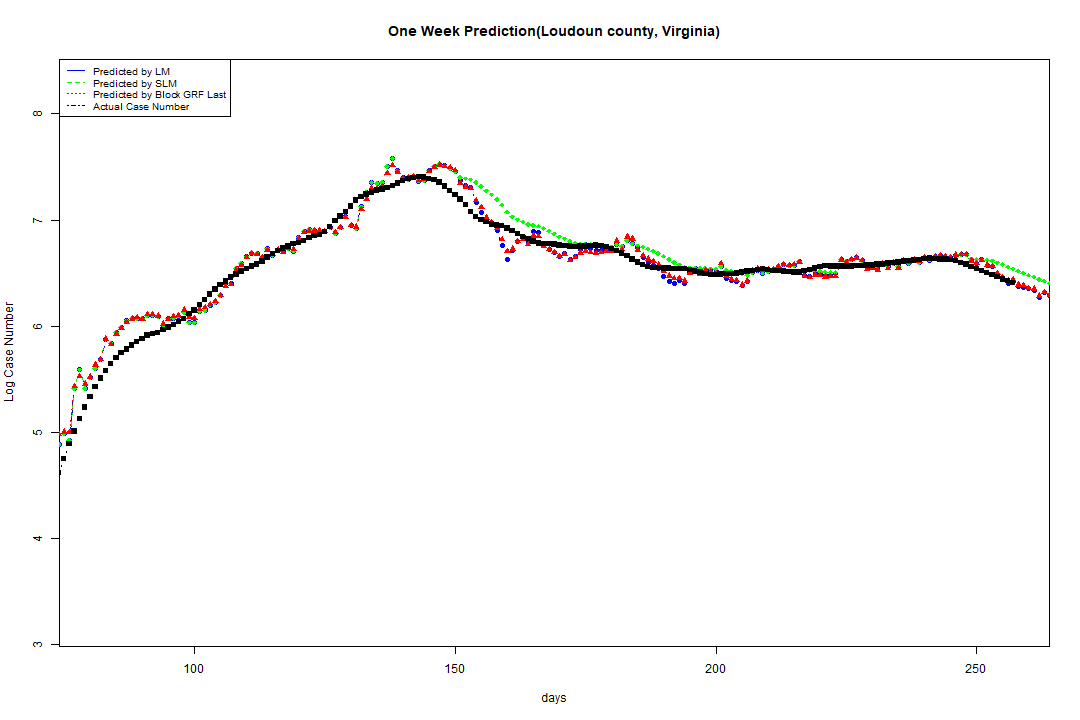 One Week Prediction(Loudoun county, Virginia)
Predicted by LM
Predicted by SLM
Predicted by Block GRF Last
Actual Case Number
8
7
6
5
4
3
Log Case Number
100 150 200 250
days